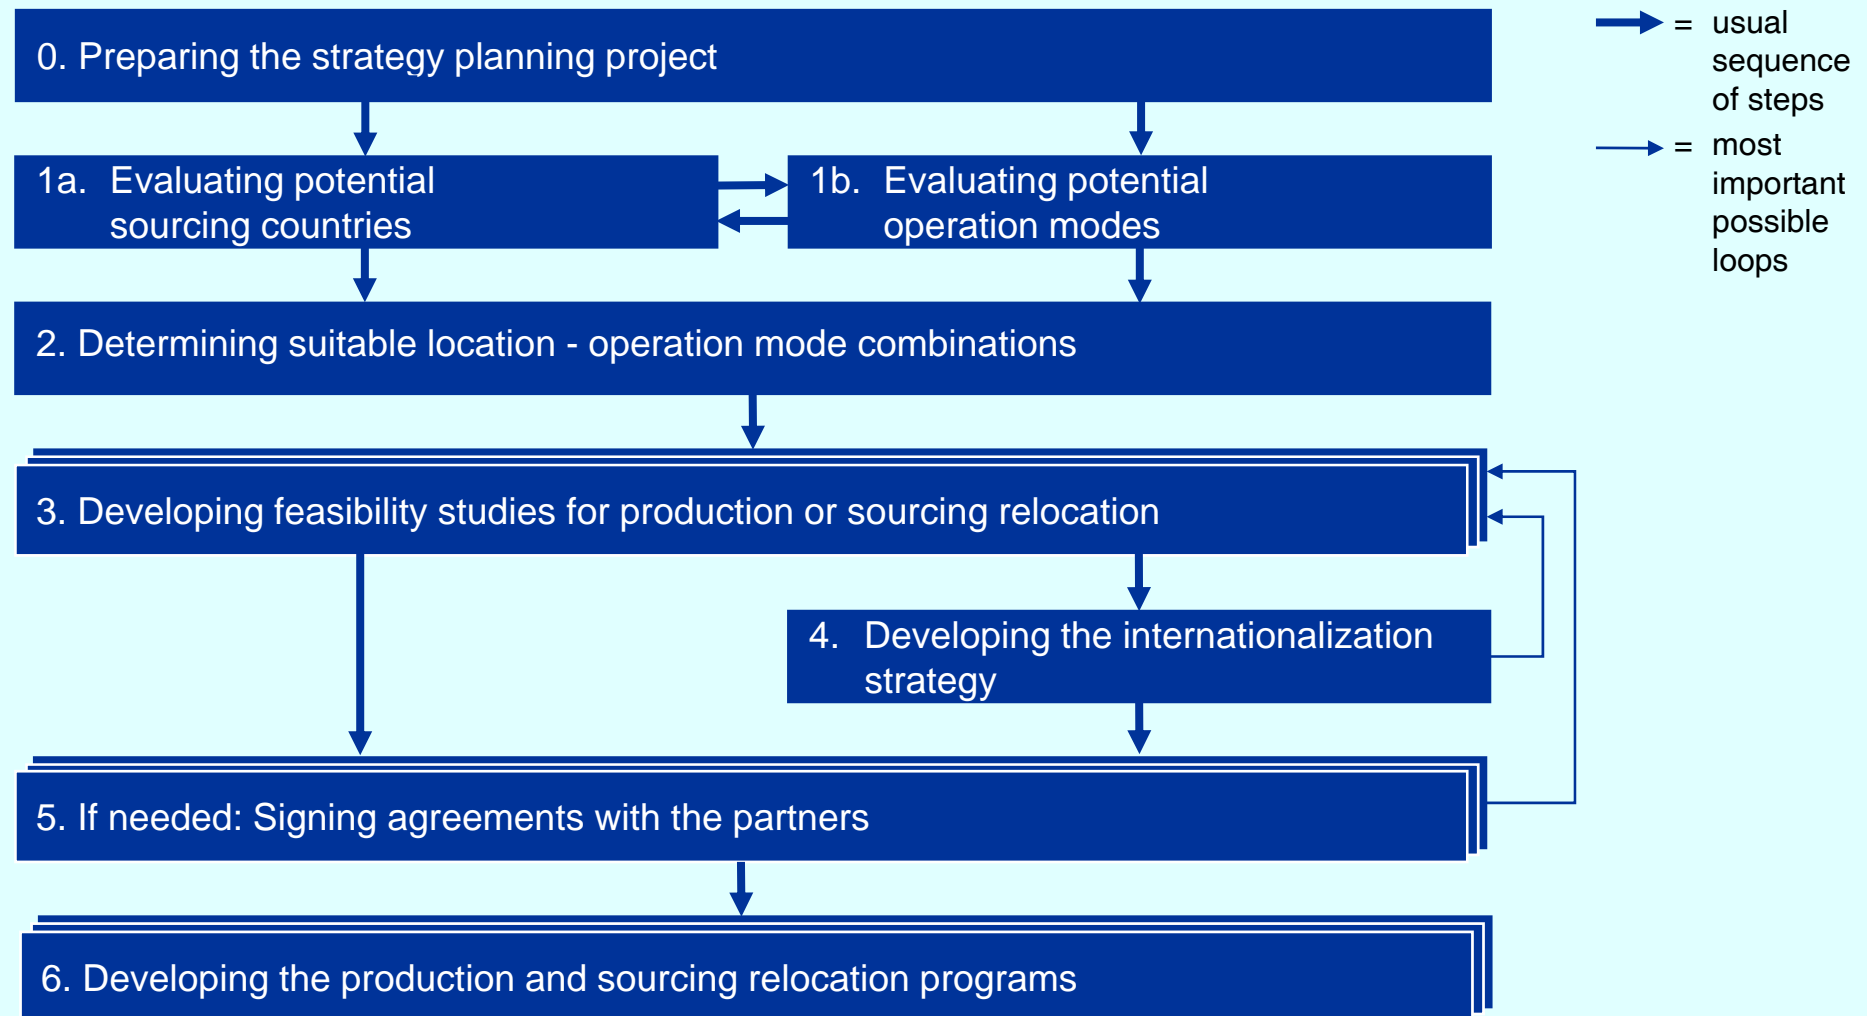 0. Preparing the strategy planning project
1a. Evaluating potential
sourcing countries
1b. Evaluating potential
operation modes
2. Determining suitable location - operation mode combinations
3. Developing feasibility studies for production or sourcing relocation
4. Developing the internationalization
strategy
5. If needed: Signing agreements with the partners
6. Developing the production and sourcing relocation programs
= usual
sequence
of steps
= most
important
possible
loops